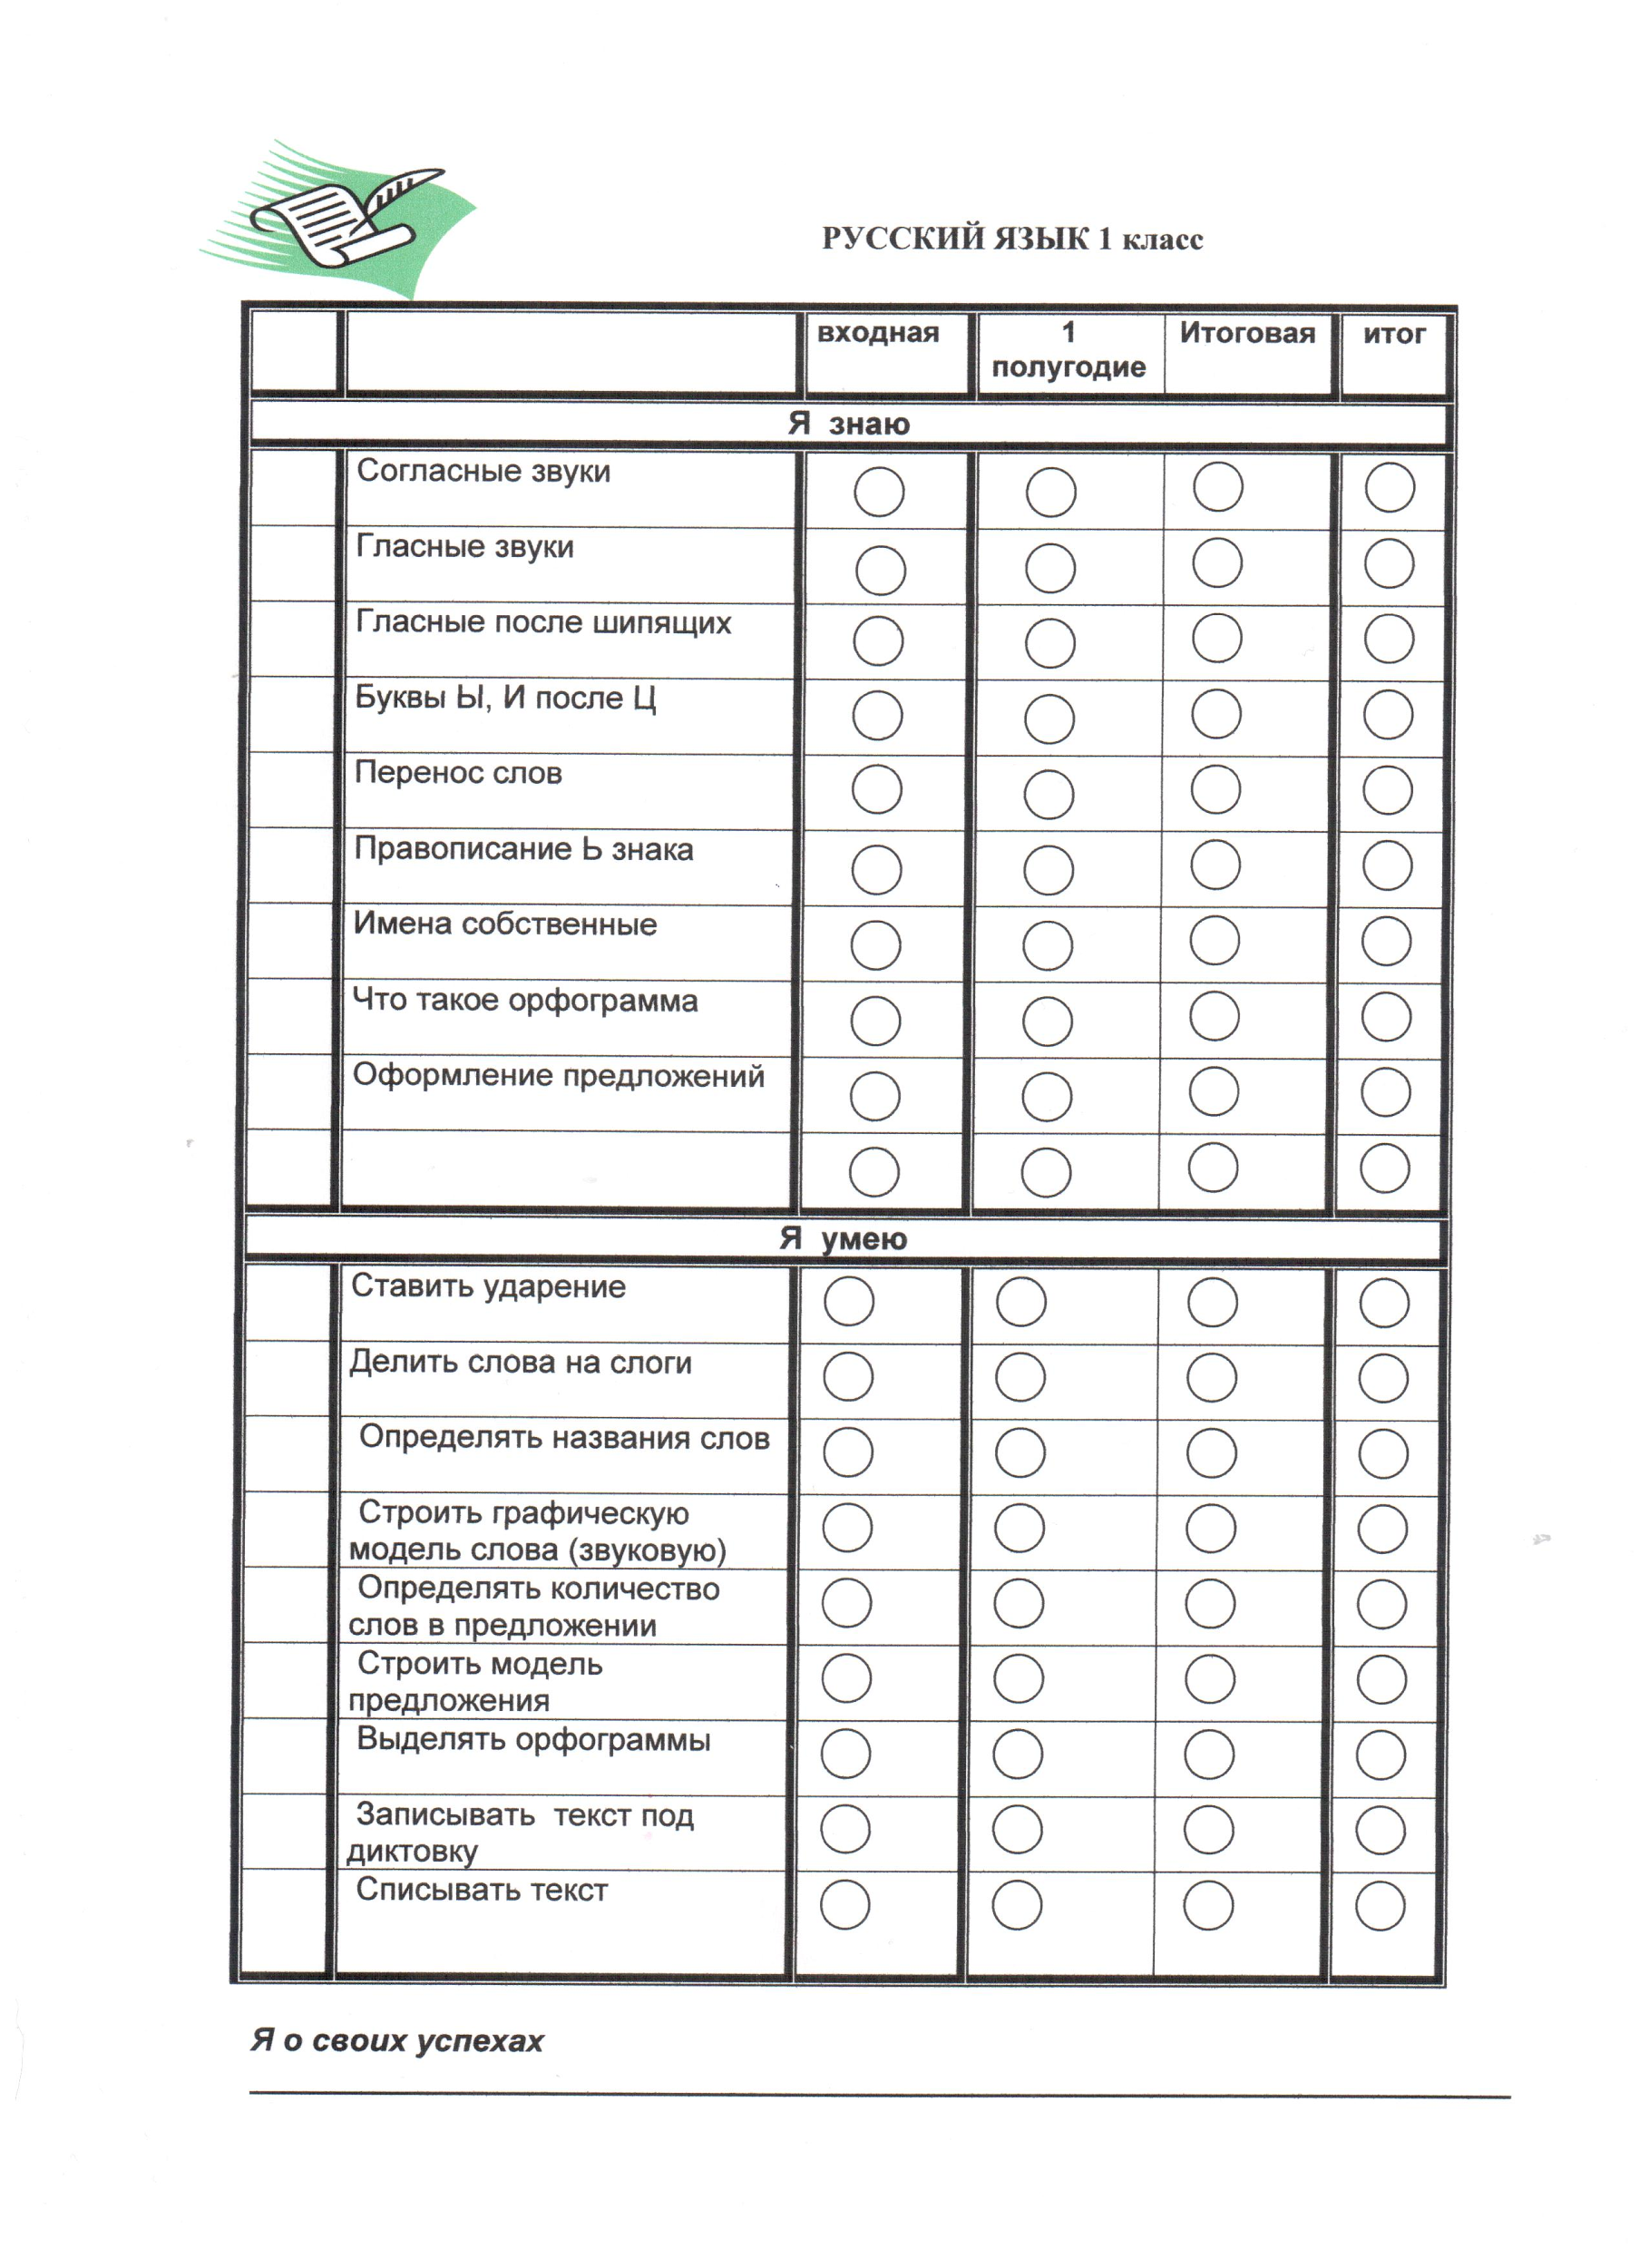 РУССКИЙ ЯЗЫК 1 класс
входная 1 полугодие Итоговая итог
Я знаю
Согласные звуки
Гласные звуки
Гласные после шипящих
Буквы Ы, И после Ц
Перенос слов
Правописание Ь знака
Имена собственные
Что такое орфограмма
Оформление предложений
Я умею
Ставить ударение
Делить слова на слоги
Определять названия слов
Строить графическую
модель слова (звуковую)
Определять количество
слов в предложении
Строить модель
предложения
Выделять орфограммы
Записывать текст под
диктовку
Списывать текст
Я о своих успехах